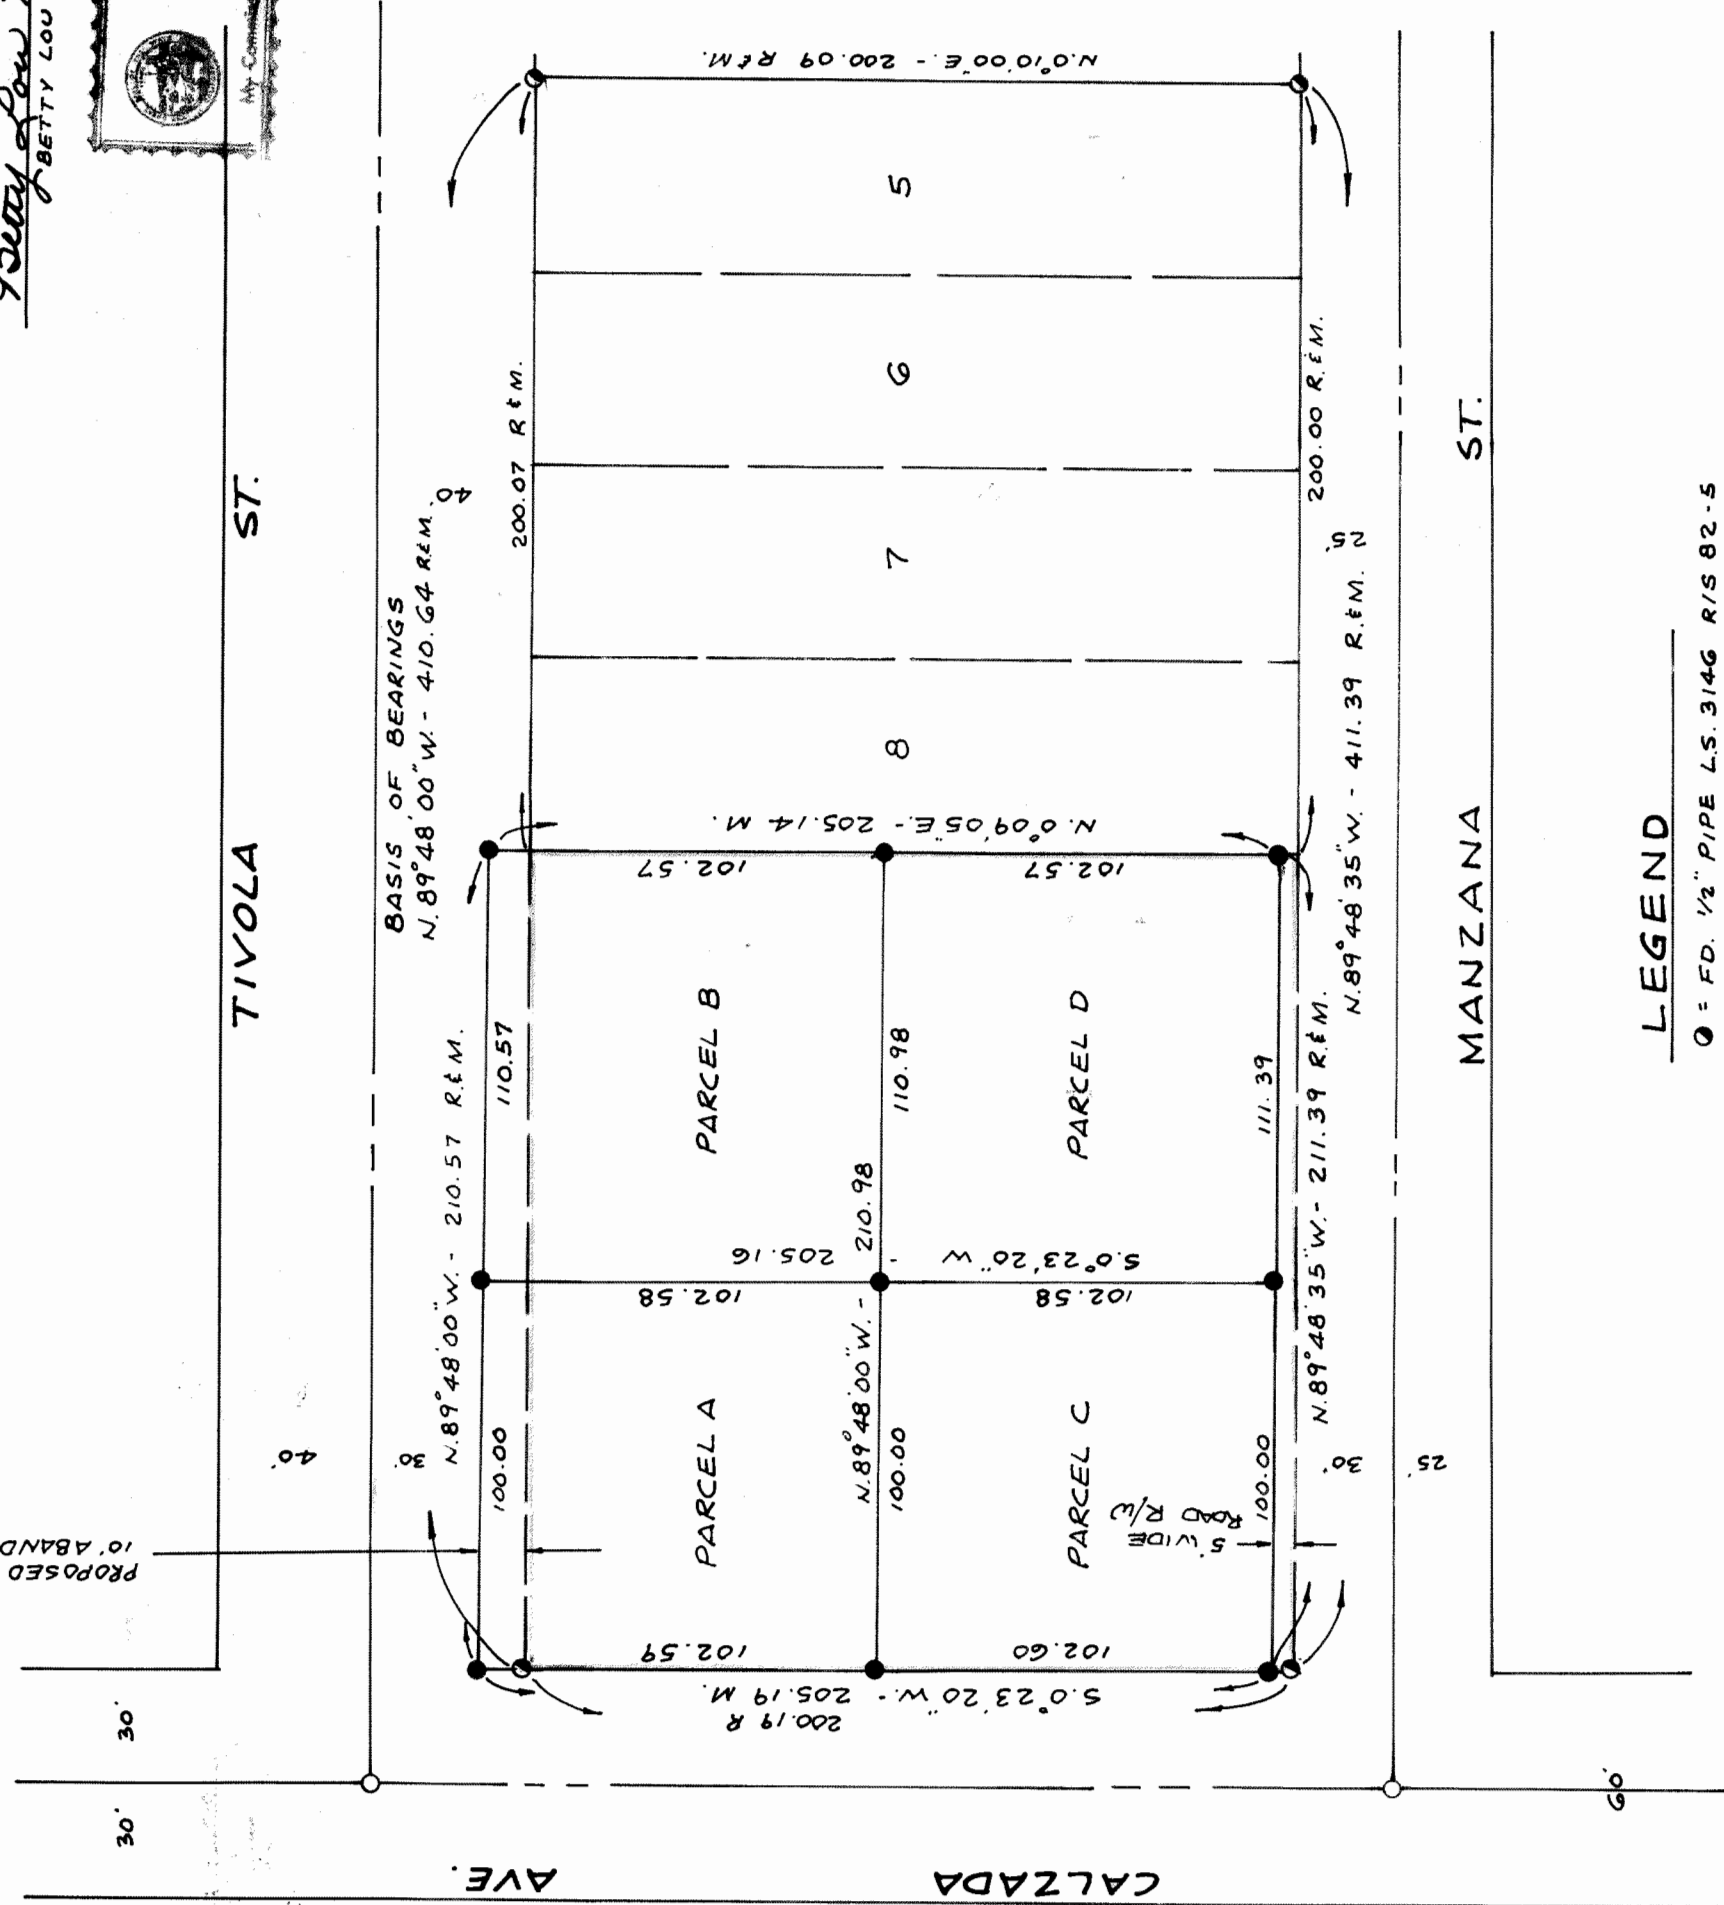 BETTY LOU
My Commis
PROPOSED
10' ABAND
TIVOLA ST.
BASIS OF BEARINGS
N.89°48'00"W. - 410.64 R.&M.
40'
40'
30'
N.89°48'00"W. - 210.57 R.&M.
200.07 R&M.
100.00
110.57
PARCEL A
PARCEL B
8
7
6
5
N.0°10'00"E. - 200.09 R&M.
N.0°09'05"E. - 205.14 M.
102.57
102.57
205.16
S.0°23'20"W
102.58
102.58
N.89°48'00"W. - 210.98
100.00
110.98
102.59
102.60
S.0°23'20"W. - 205.19 M.
200.19 R
PARCEL C
PARCEL D
5' WIDE
ROAD R/W
100.00
111.39
N.89°48'35"W. - 211.39 R.&M.
200.00 R.&M.
N.89°48'35"W. - 411.39 R.&M.
25'
30'
25'
MANZANA ST.
30'
30'
CALZADA AVE.
LEGEND
= FD. 1/2" PIPE L.S. 3146 R/S 82-5